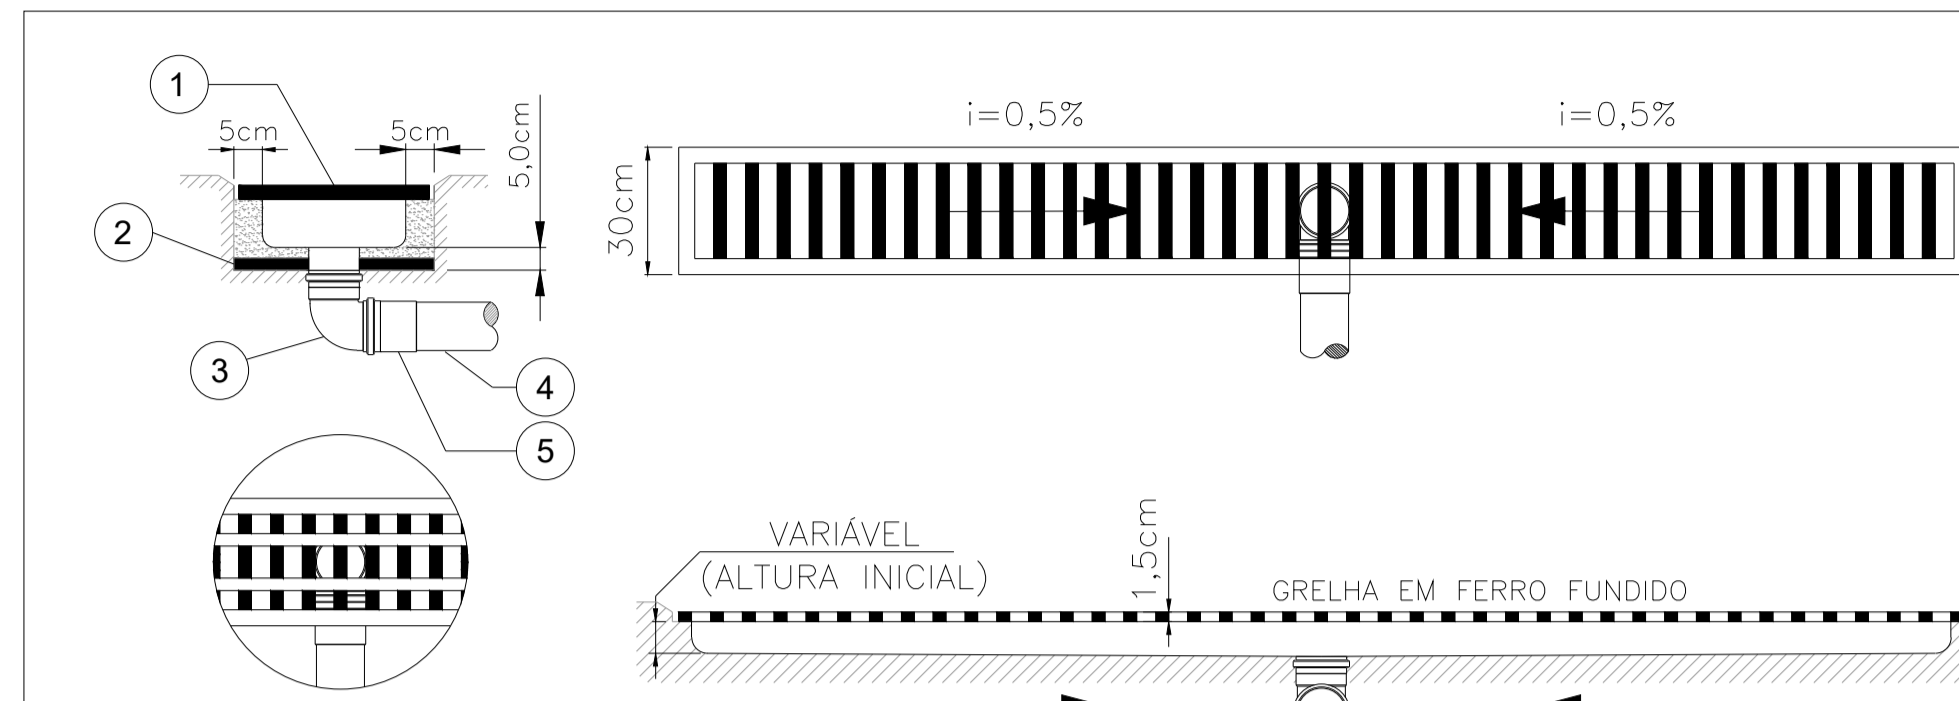 1
5cm
5cm
5,0cm
2
3
4
5
i=0,5%
i=0,5%
30cm
VARIÁVEL
(ALTURA INICIAL)
1,5cm
GRELHA EM FERRO FUNDIDO